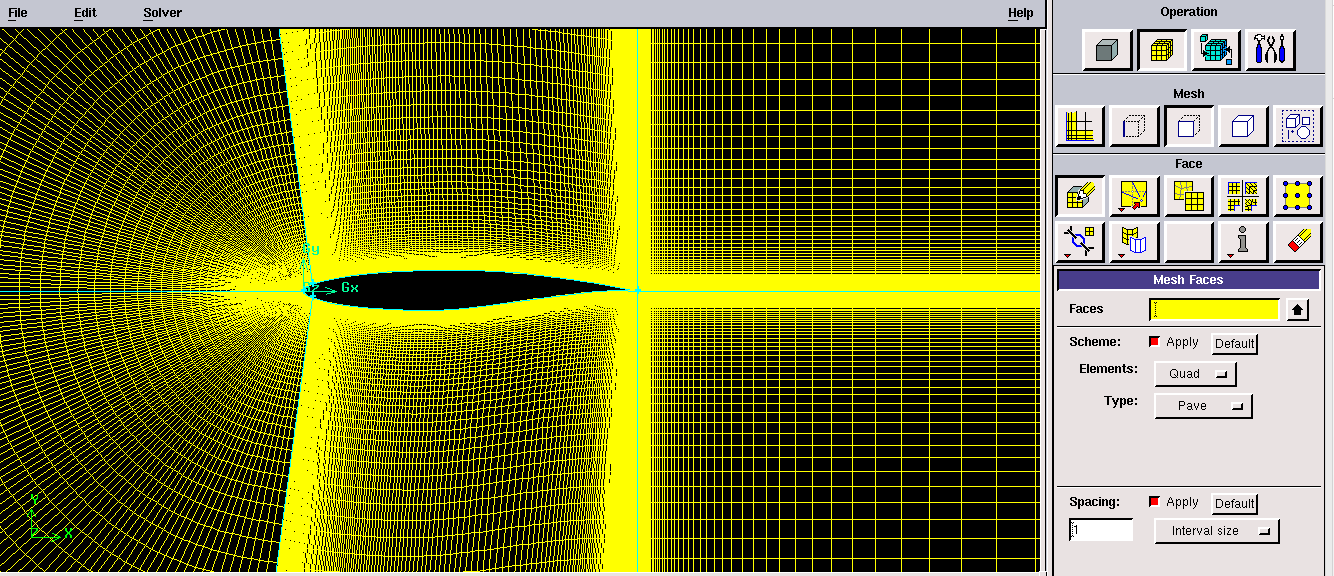 File Edit Solver Help
Operation
Mesh
Face
Mesh Faces
Faces
Scheme: Apply Default
Elements: Quad
Type: Pave
Spacing: Apply Default
1 Interval size
Gy
Gz Gx
Y
Z X